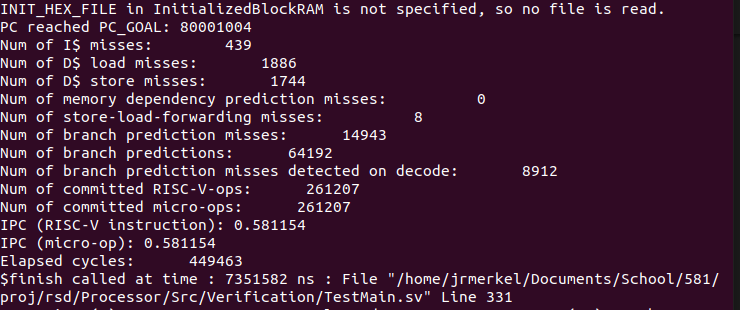 INIT_HEX_FILE in InitializedBlockRAM is not specified, so no file is read.
PC reached PC_GOAL: 80001004
Num of I$ misses:         439
Num of D$ load misses:        1886
Num of D$ store misses:        1744
Num of memory dependency prediction misses:           0
Num of store-load-forwarding misses:           8
Num of branch prediction misses:       14943
Num of branch predictions:       64192
Num of branch prediction misses detected on decode:        8912
Num of committed RISC-V-ops:      261207
Num of committed micro-ops:      261207
IPC (RISC-V instruction): 0.581154
IPC (micro-op): 0.581154
Elapsed cycles:      449463
$finish called at time : 7351582 ns : File "/home/jrmerkel/Documents/School/581/
proj/rsd/Processor/Src/Verification/TestMain.sv" Line 331